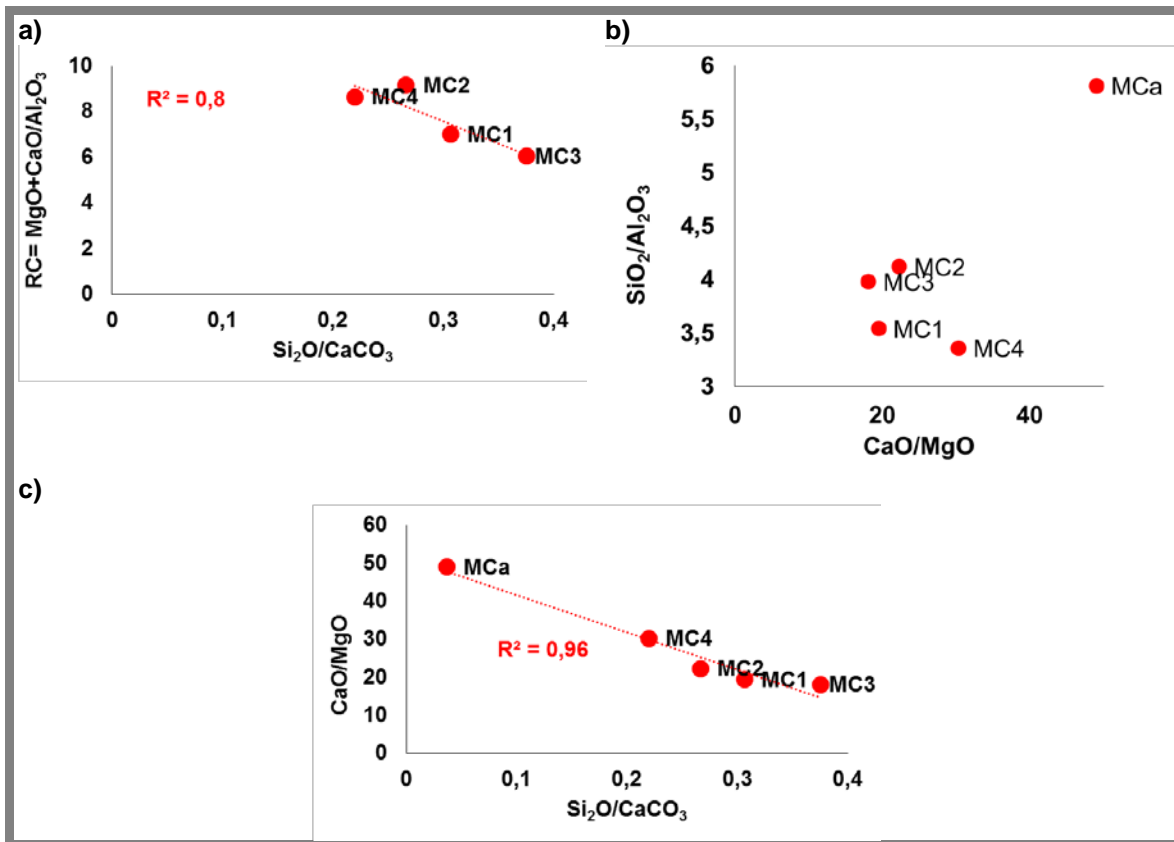 a)
RC= MgO+CaO/Al₂O₃
10
8
6
4
2
0
R² = 0,8
MC2
MC4
MC1
MC3
0 0,1 0,2 0,3 0,4
Si₂O/CaCO₃
b)
SiO₂/Al₂O₃
6
5,5
5
4,5
4
3,5
3
MCa
MC2
MC3
MC1
MC4
0 20 40
CaO/MgO
c)
CaO/MgO
60
50
40
30
20
10
0
MCa
R² = 0,96
MC4
MC2
MC1
MC3
0 0,1 0,2 0,3 0,4
Si₂O/CaCO₃